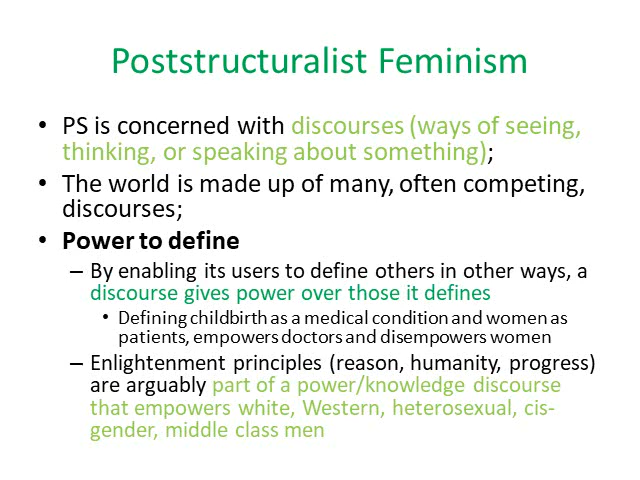 Poststructuralist Feminism
• PS is concerned with discourses (ways of seeing,
thinking, or speaking about something);
• The world is made up of many, often competing,
discourses;
• Power to define
– By enabling its users to define others in other ways, a
discourse gives power over those it defines
• Defining childbirth as a medical condition and women as
patients, empowers doctors and disempowers women
– Enlightenment principles (reason, humanity, progress)
are arguably part of a power/knowledge discourse
that empowers white, Western, heterosexual, cis-
gender, middle class men